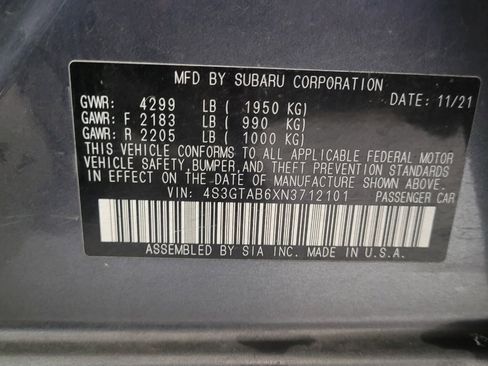 MFD BY SUBARU CORPORATION
DATE: 11/21
GVWR: 4299 LB ( 1950 KG)
GAWR: F 2183 LB ( 990 KG)
GAWR: R 2205 LB ( 1000 KG)
THIS VEHICLE CONFORMS TO ALL APPLICABLE FEDERAL MOTOR
VEHICLE SAFETY, BUMPER, AND THEFT PREVENTION STANDARDS
IN EFFECT ON THE DATE OF MANUFACTURE SHOWN ABOVE.
VIN: 4S3GTAB6XN3712101 PASSENGER CAR
ASSEMBLED BY SIA INC. MADE IN U.S.A.